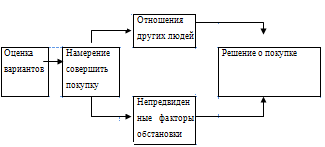 Отношения
других людей
Оценка
вариантов
Намерение
совершить
покупку
Решение о покупке
Непредвиден
ные факторы
обстановки